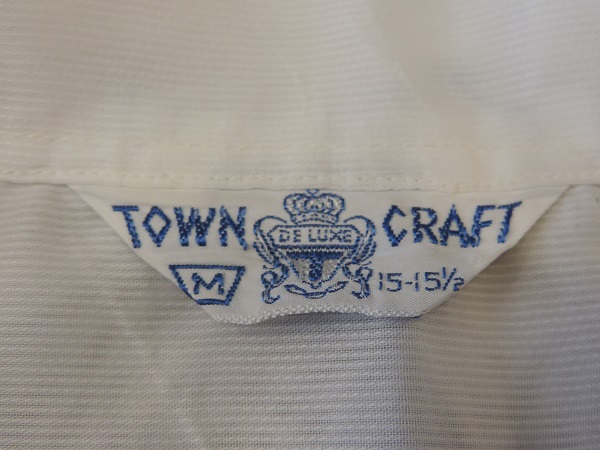 TOWN CRAFT
DE LUXE
M 15-15½